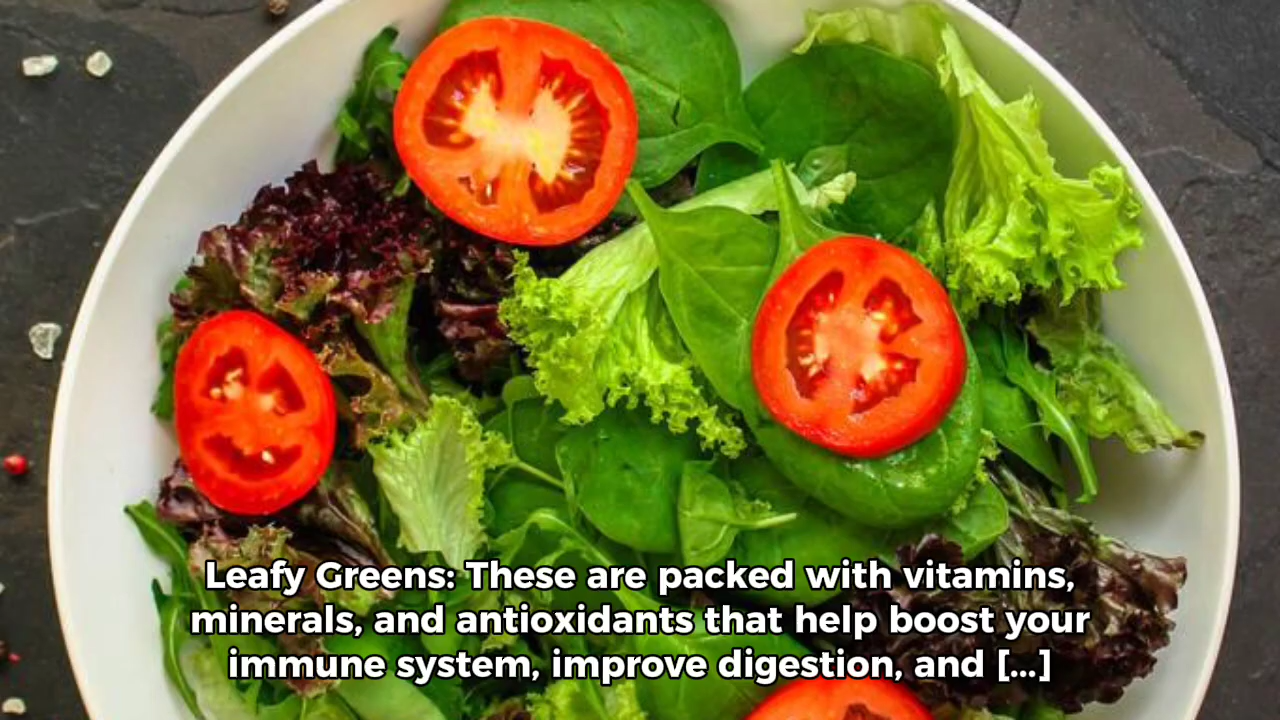 Leafy Greens: These are packed with vitamins,
minerals, and antioxidants that help boost your
immune system, improve digestion, and [...]